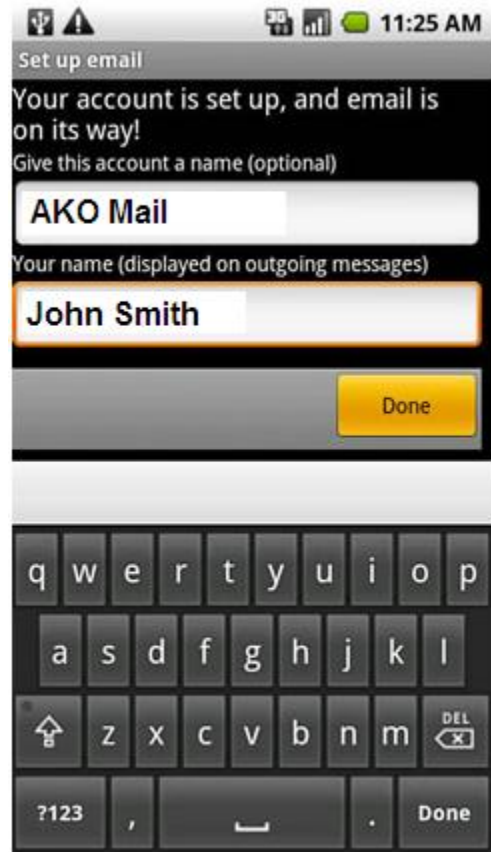 3G
11:25 AM
Set up email
Your account is set up, and email is
on its way!
Give this account a name (optional)
AKO Mail
Your name (displayed on outgoing messages)
John Smith
Done
q w e r t y u i o p
a s d f g h j k l
z x c v b n m DEL
?123 , . Done